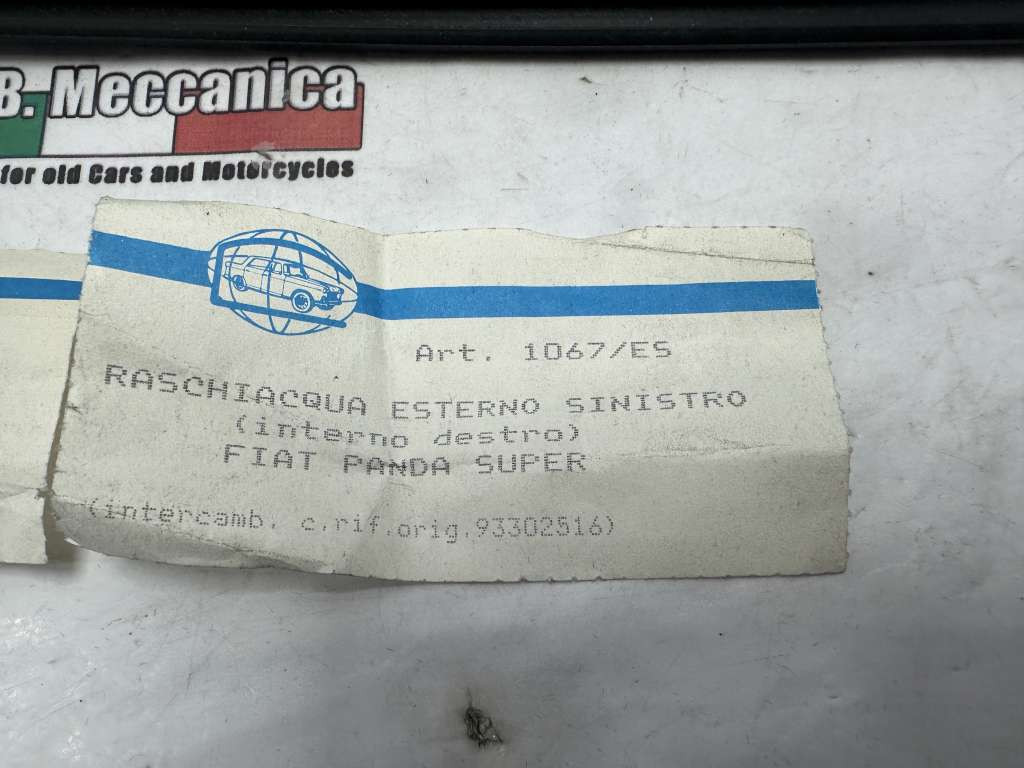 B. Meccanica
for old Cars and Motorcycles
Art. 1067/ES
RASCHIACQUA ESTERNO SINISTRO
(interno destro)
FIAT PANDA SUPER
(intercamb. c.rif.orig.93302516)